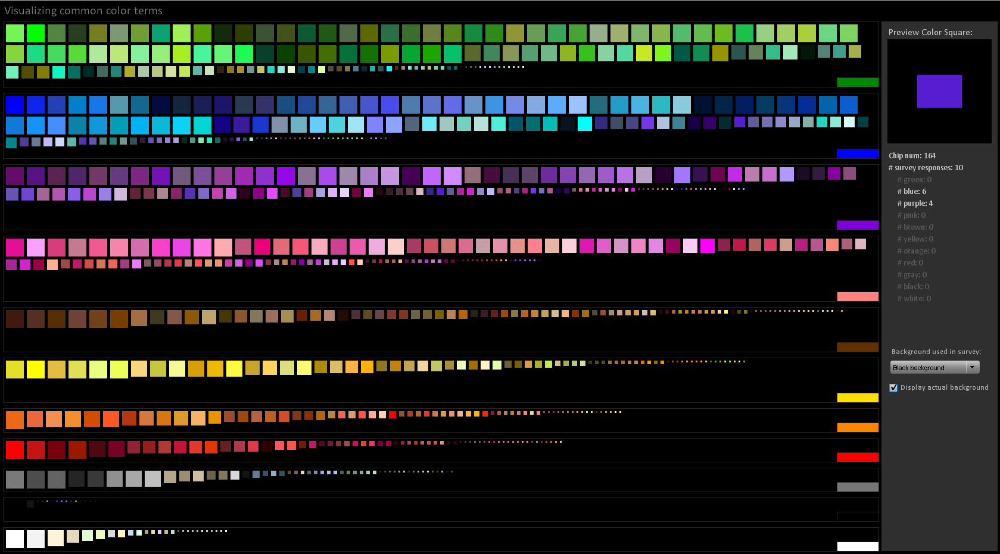 Visualizing common color terms
Preview Color Square:
Chip num: 164
# survey responses: 10
# green: 0
# blue: 6
# purple: 4
# pink: 0
# brown: 0
# yellow: 0
# orange: 0
# red: 0
# gray: 0
# black: 0
# white: 0
Background used in survey:
Black background
Display actual background